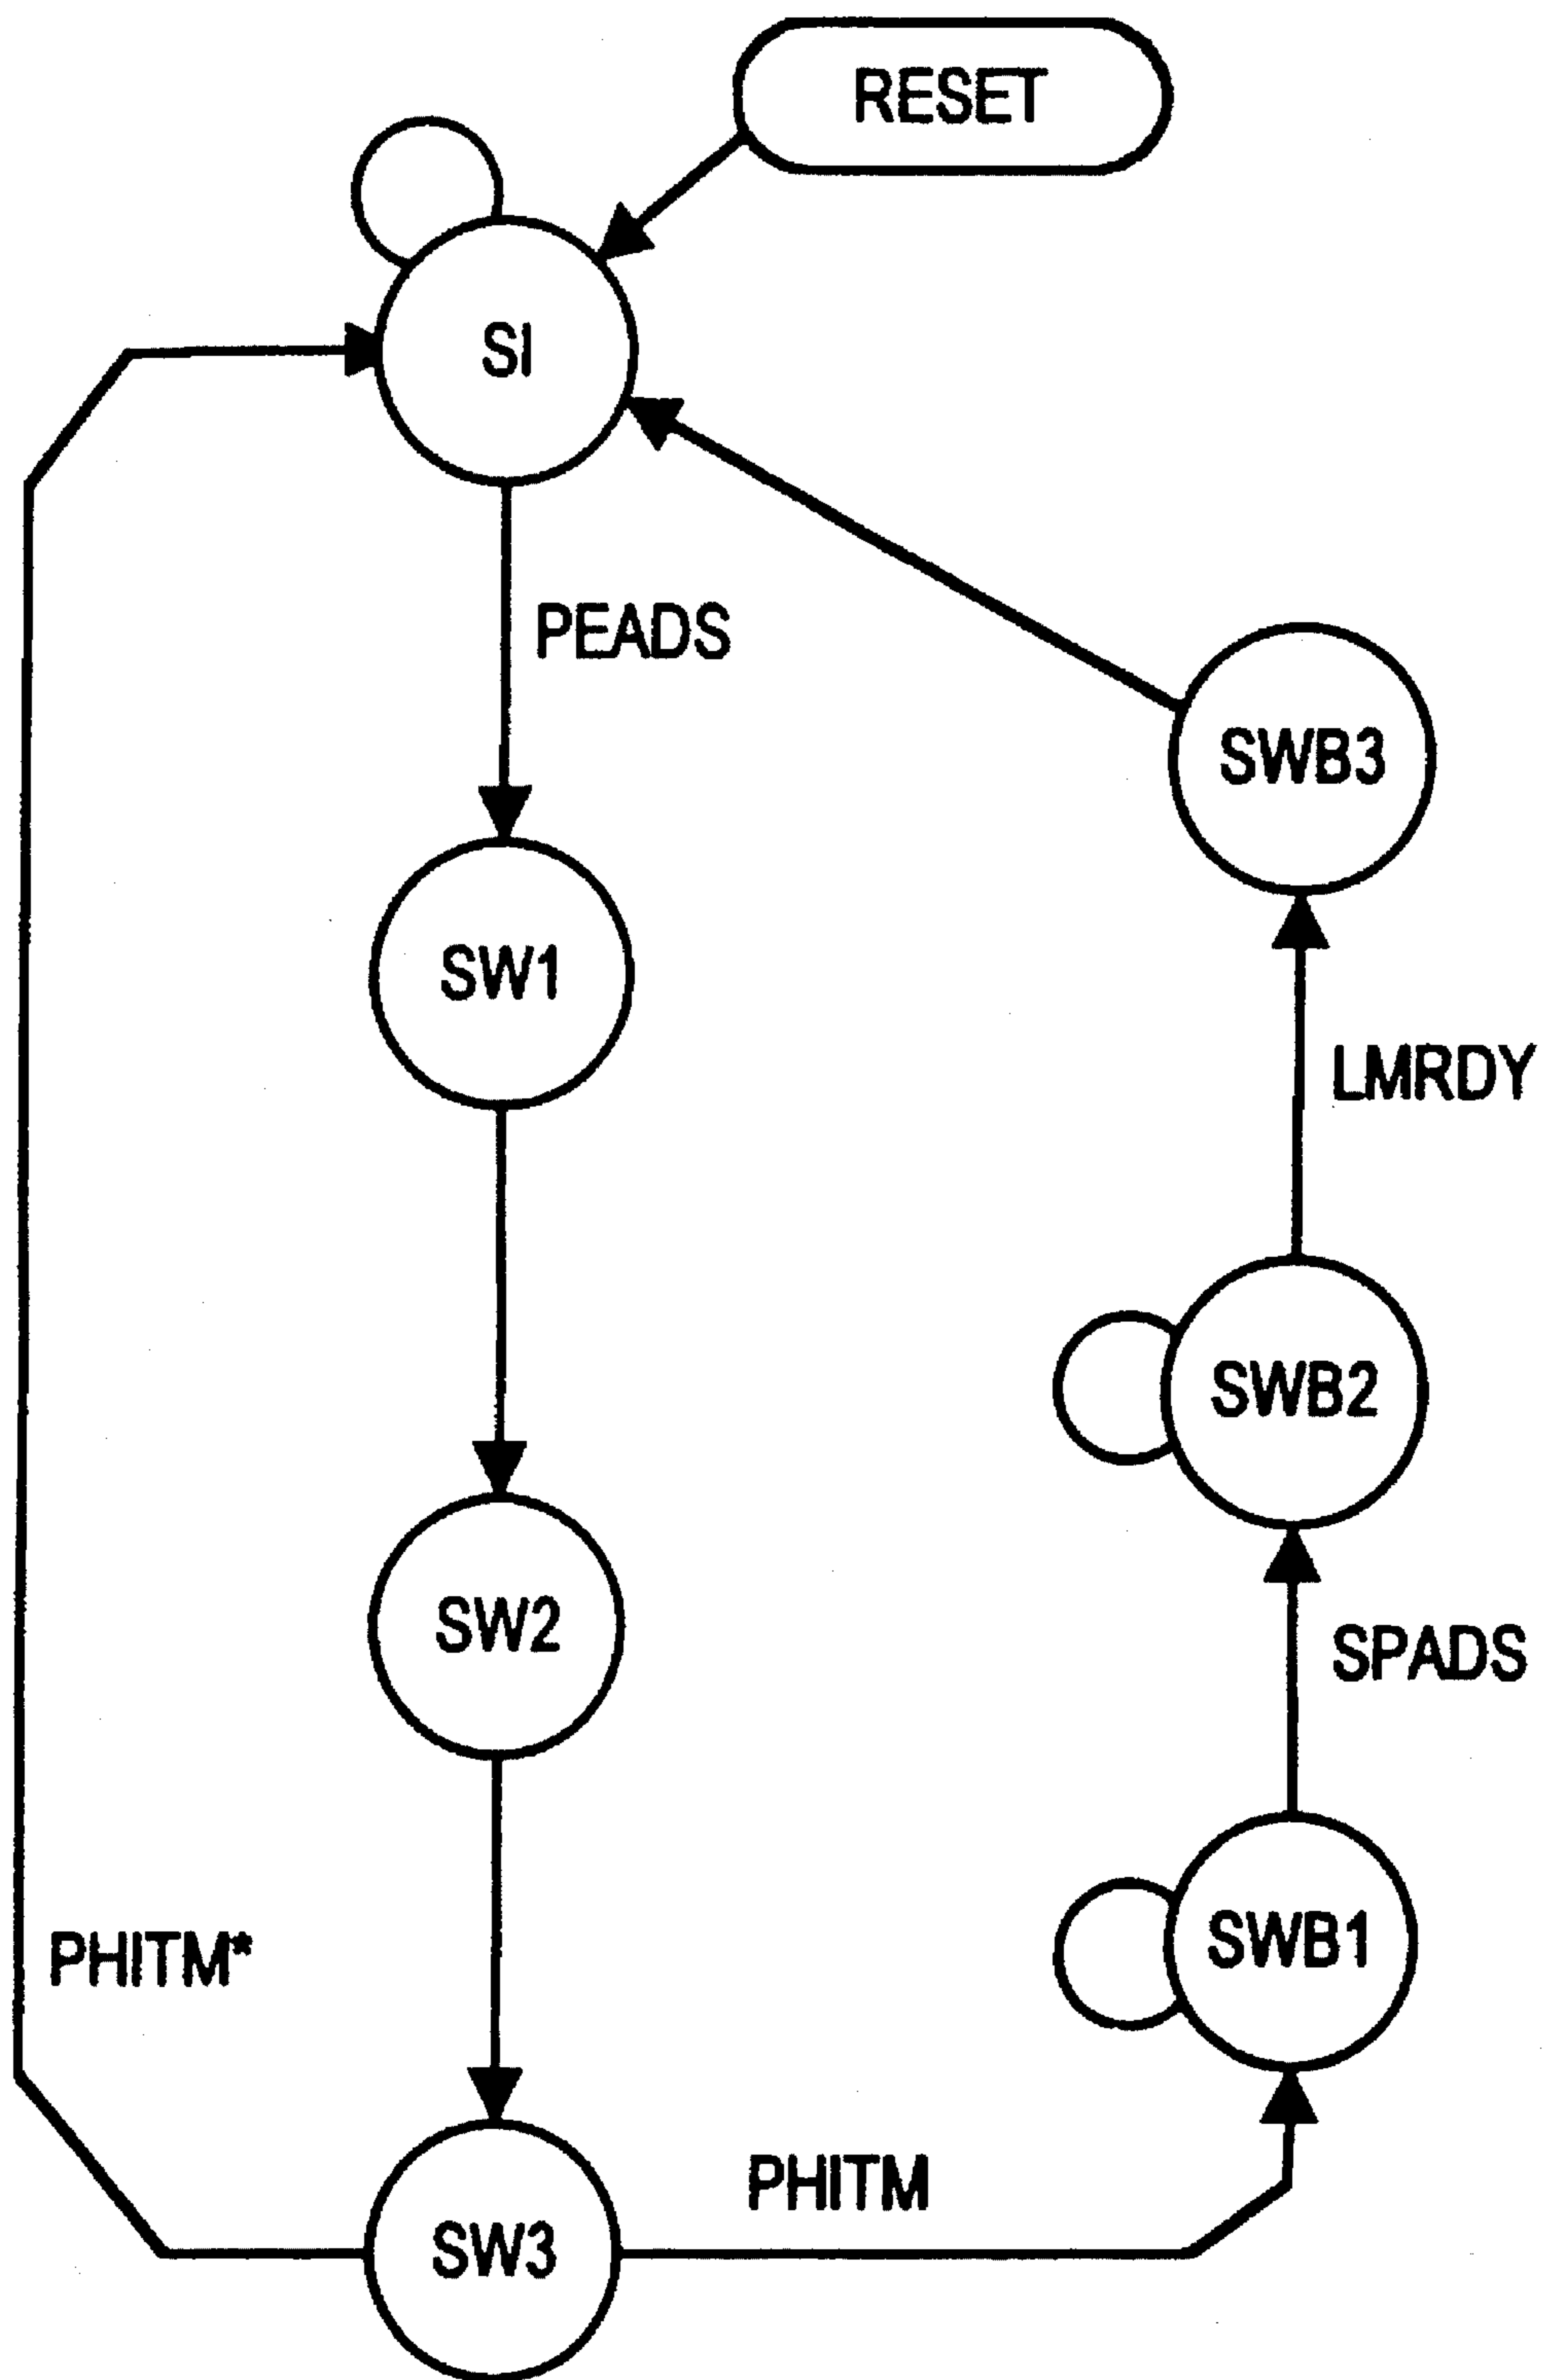 RESET
SI
PEADS
SWB3
SW1
LMRDY
SWB2
SW2
SPADS
PHITM*
SWB1
PHITM
SW3